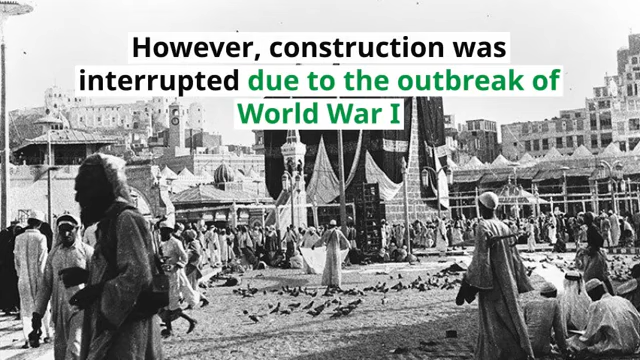 However, construction was
interrupted due to the outbreak of
World War I